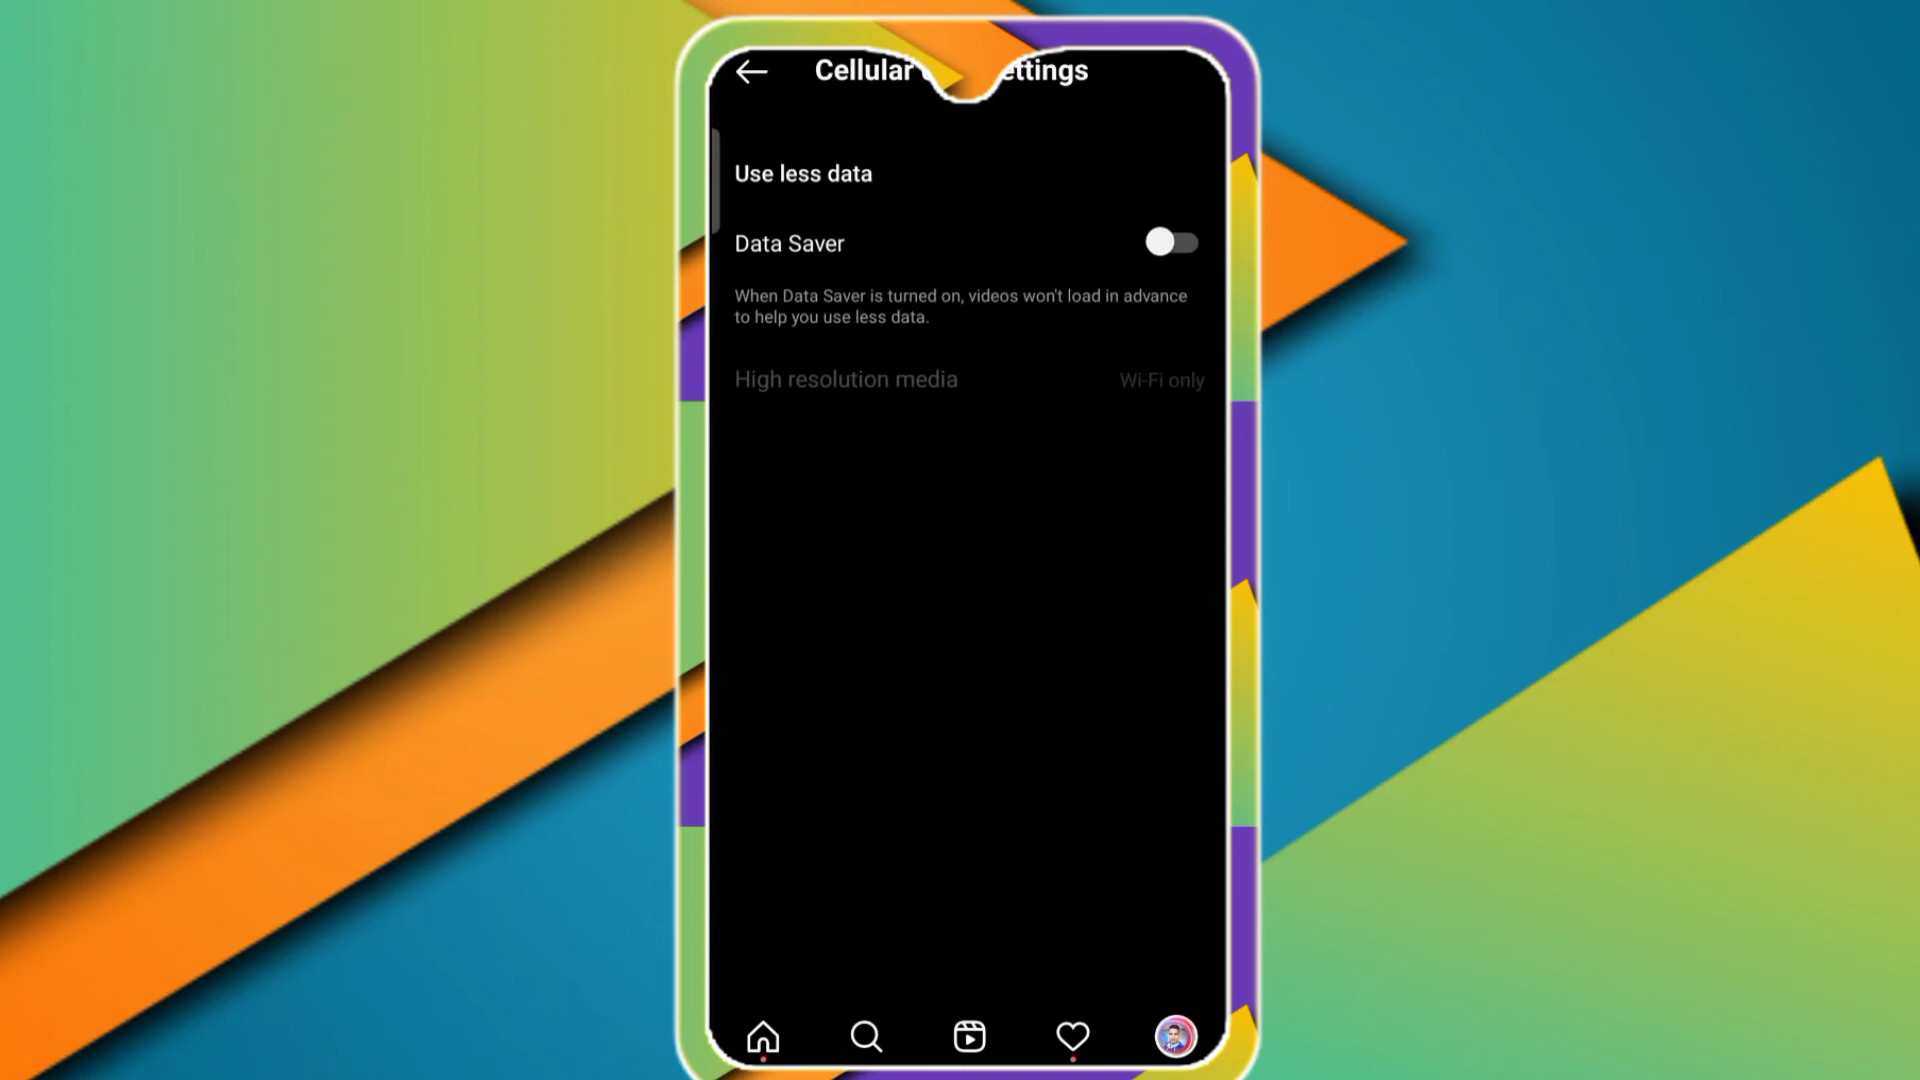 Cellular ettings
Use less data
Data Saver
When Data Saver is turned on, videos won't load in advance
to help you use less data.
High resolution media
Wi-Fi only